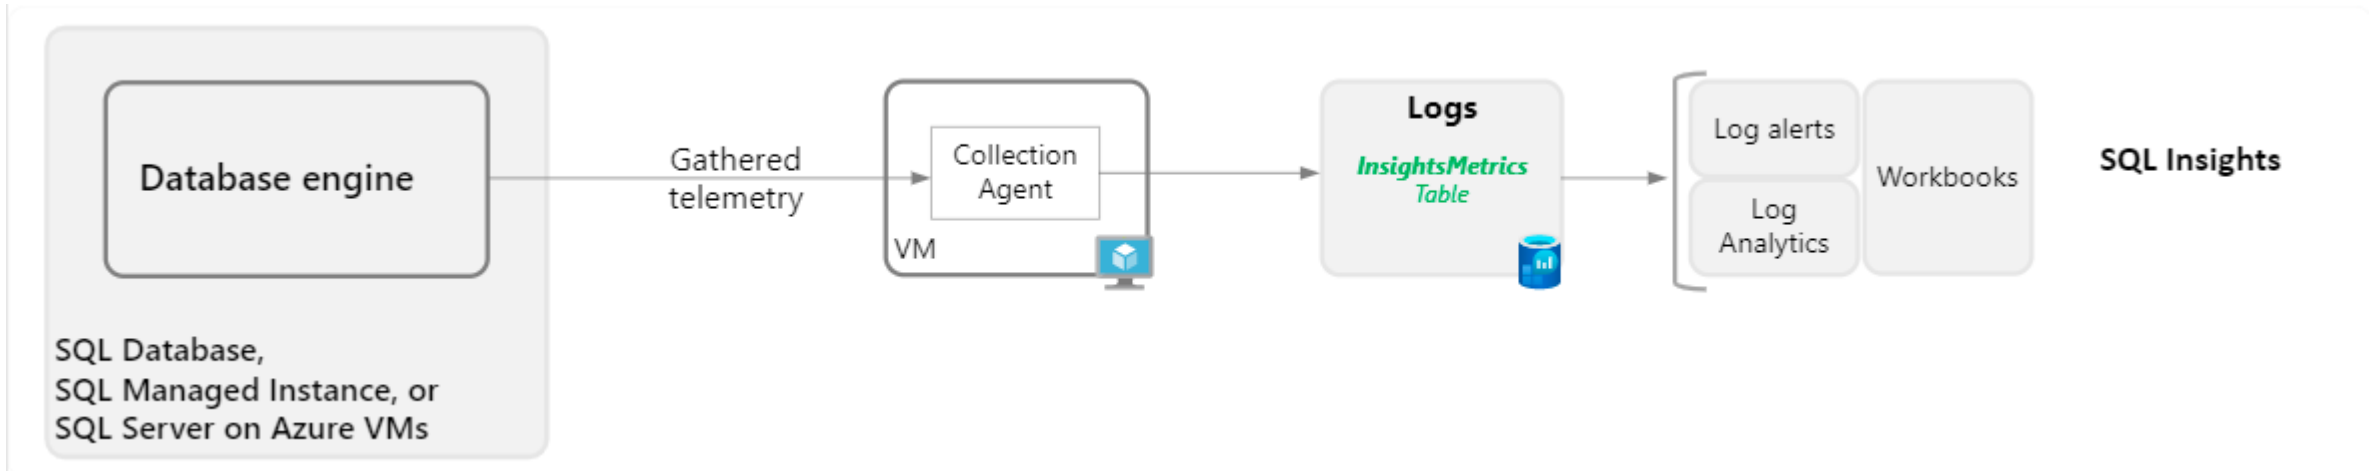 Database engine
SQL Database,
SQL Managed Instance, or
SQL Server on Azure VMs
Gathered
telemetry
Collection
Agent
VM
Logs
InsightsMetrics
Table
Log alerts
Log
Analytics
Workbooks
SQL Insights